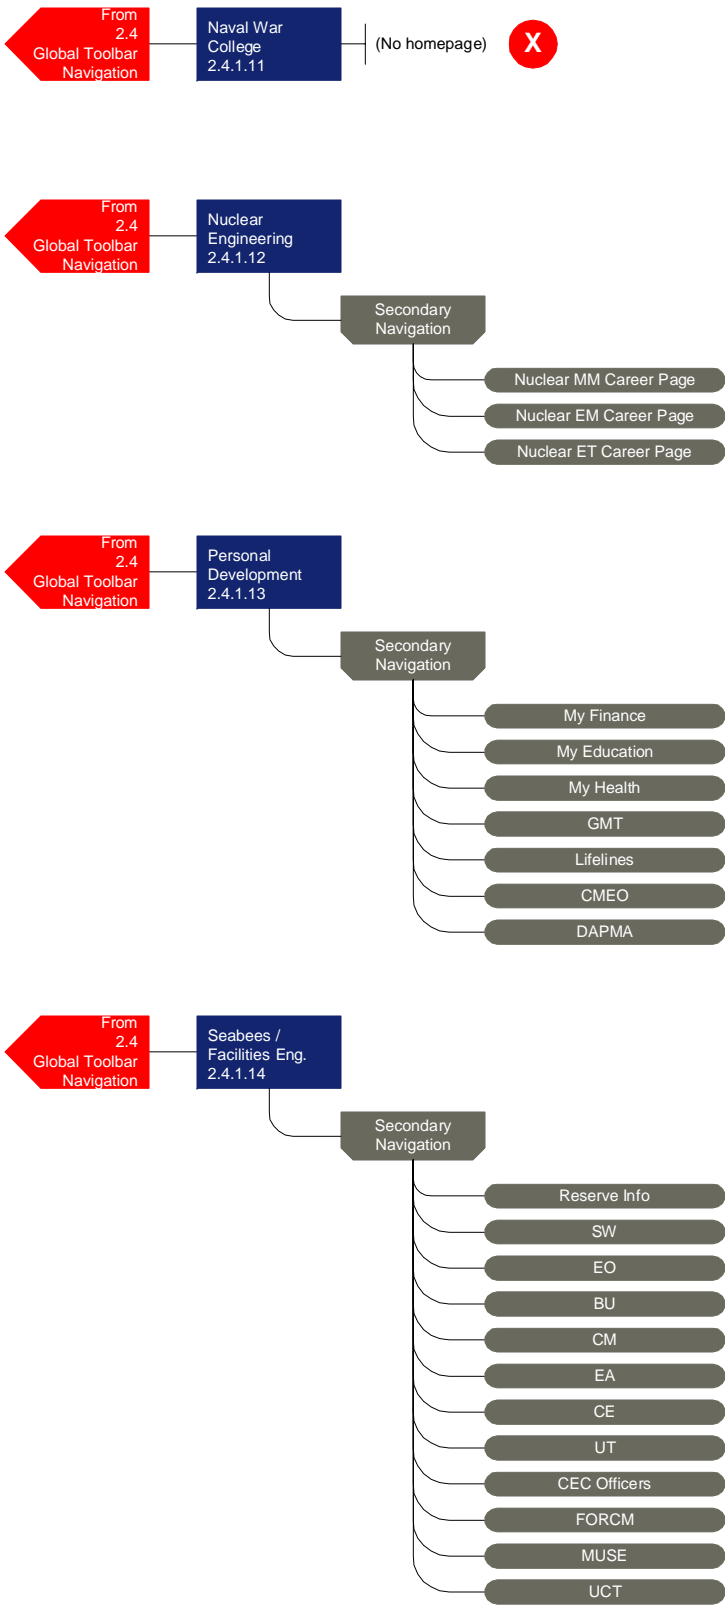 From
2.4
Global Toolbar
Navigation
Naval War
College
2.4.1.11
(No homepage)
X
From
2.4
Global Toolbar
Navigation
Nuclear
Engineering
2.4.1.12
Secondary
Navigation
Nuclear MM Career Page
Nuclear EM Career Page
Nuclear ET Career Page
From
2.4
Global Toolbar
Navigation
Personal
Development
2.4.1.13
Secondary
Navigation
My Finance
My Education
My Health
GMT
Lifelines
CMEO
DAPMA
From
2.4
Global Toolbar
Navigation
Seabees /
Facilities Eng.
2.4.1.14
Secondary
Navigation
Reserve Info
SW
EO
BU
CM
EA
CE
UT
CEC Officers
FORCM
MUSE
UCT